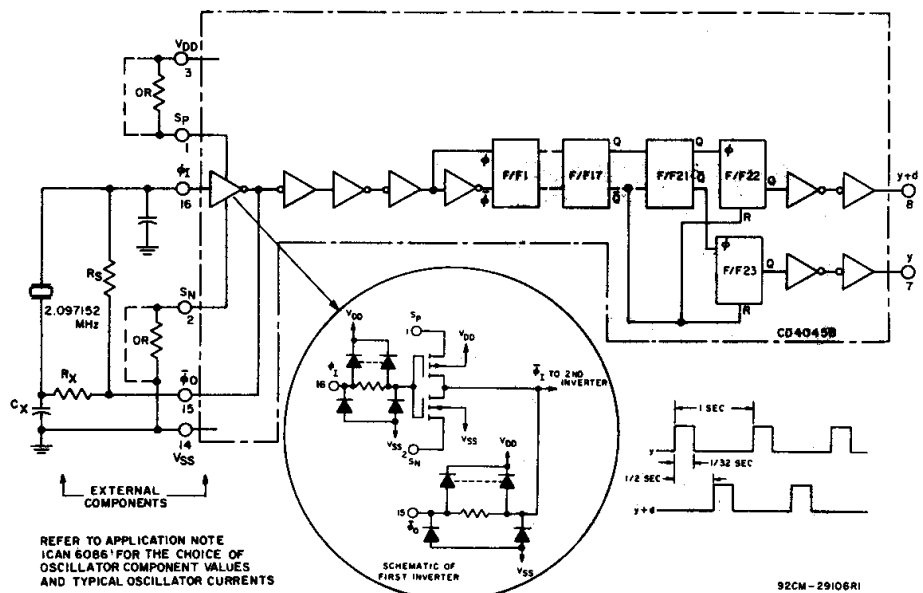 VDD
3
OR
SP
1
ϕI
16
F/F1
F/F17
F/F21
F/F22
ϕ
ϕ̅
Q
Q̅
Q
Q̅
ϕ
Q
R
y+d
8
ϕ
F/F23
Q
R
y
7
CD4045B
RS
2.097152
MHz
SN
2
OR
RX
CX
ϕ̅O
15
14
VSS
EXTERNAL
COMPONENTS
SP
1
VDD
VDD
ϕI
16
ϕ̅I TO 2ND
INVERTER
VSS
VSS
2
SN
VDD
15
ϕ̅O
VSS
SCHEMATIC OF
FIRST INVERTER
1 SEC
y
1/32 SEC
1/2 SEC
y+d
REFER TO APPLICATION NOTE
ICAN 6086' FOR THE CHOICE OF
OSCILLATOR COMPONENT VALUES
AND TYPICAL OSCILLATOR CURRENTS
92CM-29106R1